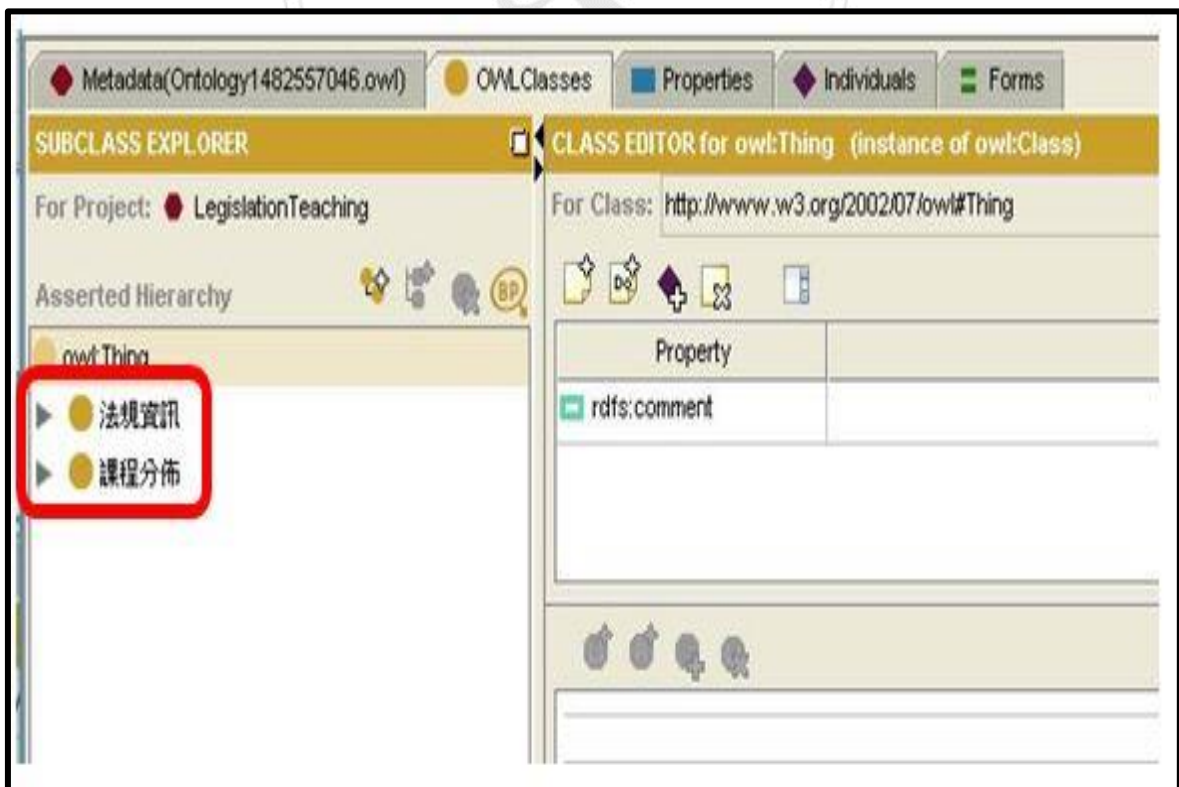 Metadata(Ontology1482557046.owl) OWLClasses Properties Individuals Forms
SUBCLASS EXPLORER
For Project: LegislationTeaching
Asserted Hierarchy
BP
owl:Thing
法規資訊
課程分佈
CLASS EDITOR for owl:Thing (instance of owl:Class)
For Class: http://www.w3.org/2002/07/owl#Thing
Property
rdfs:comment